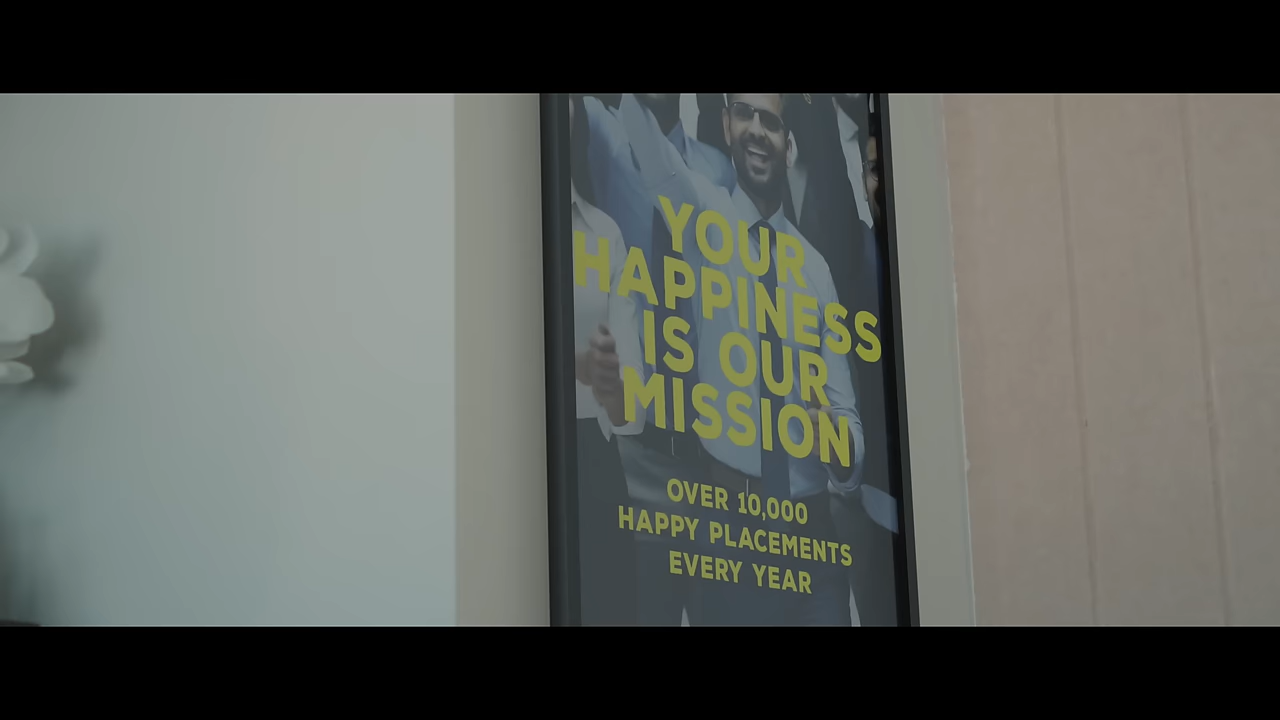 YOUR
HAPPINESS
IS OUR
MISSION
OVER 10,000
HAPPY PLACEMENTS
EVERY YEAR